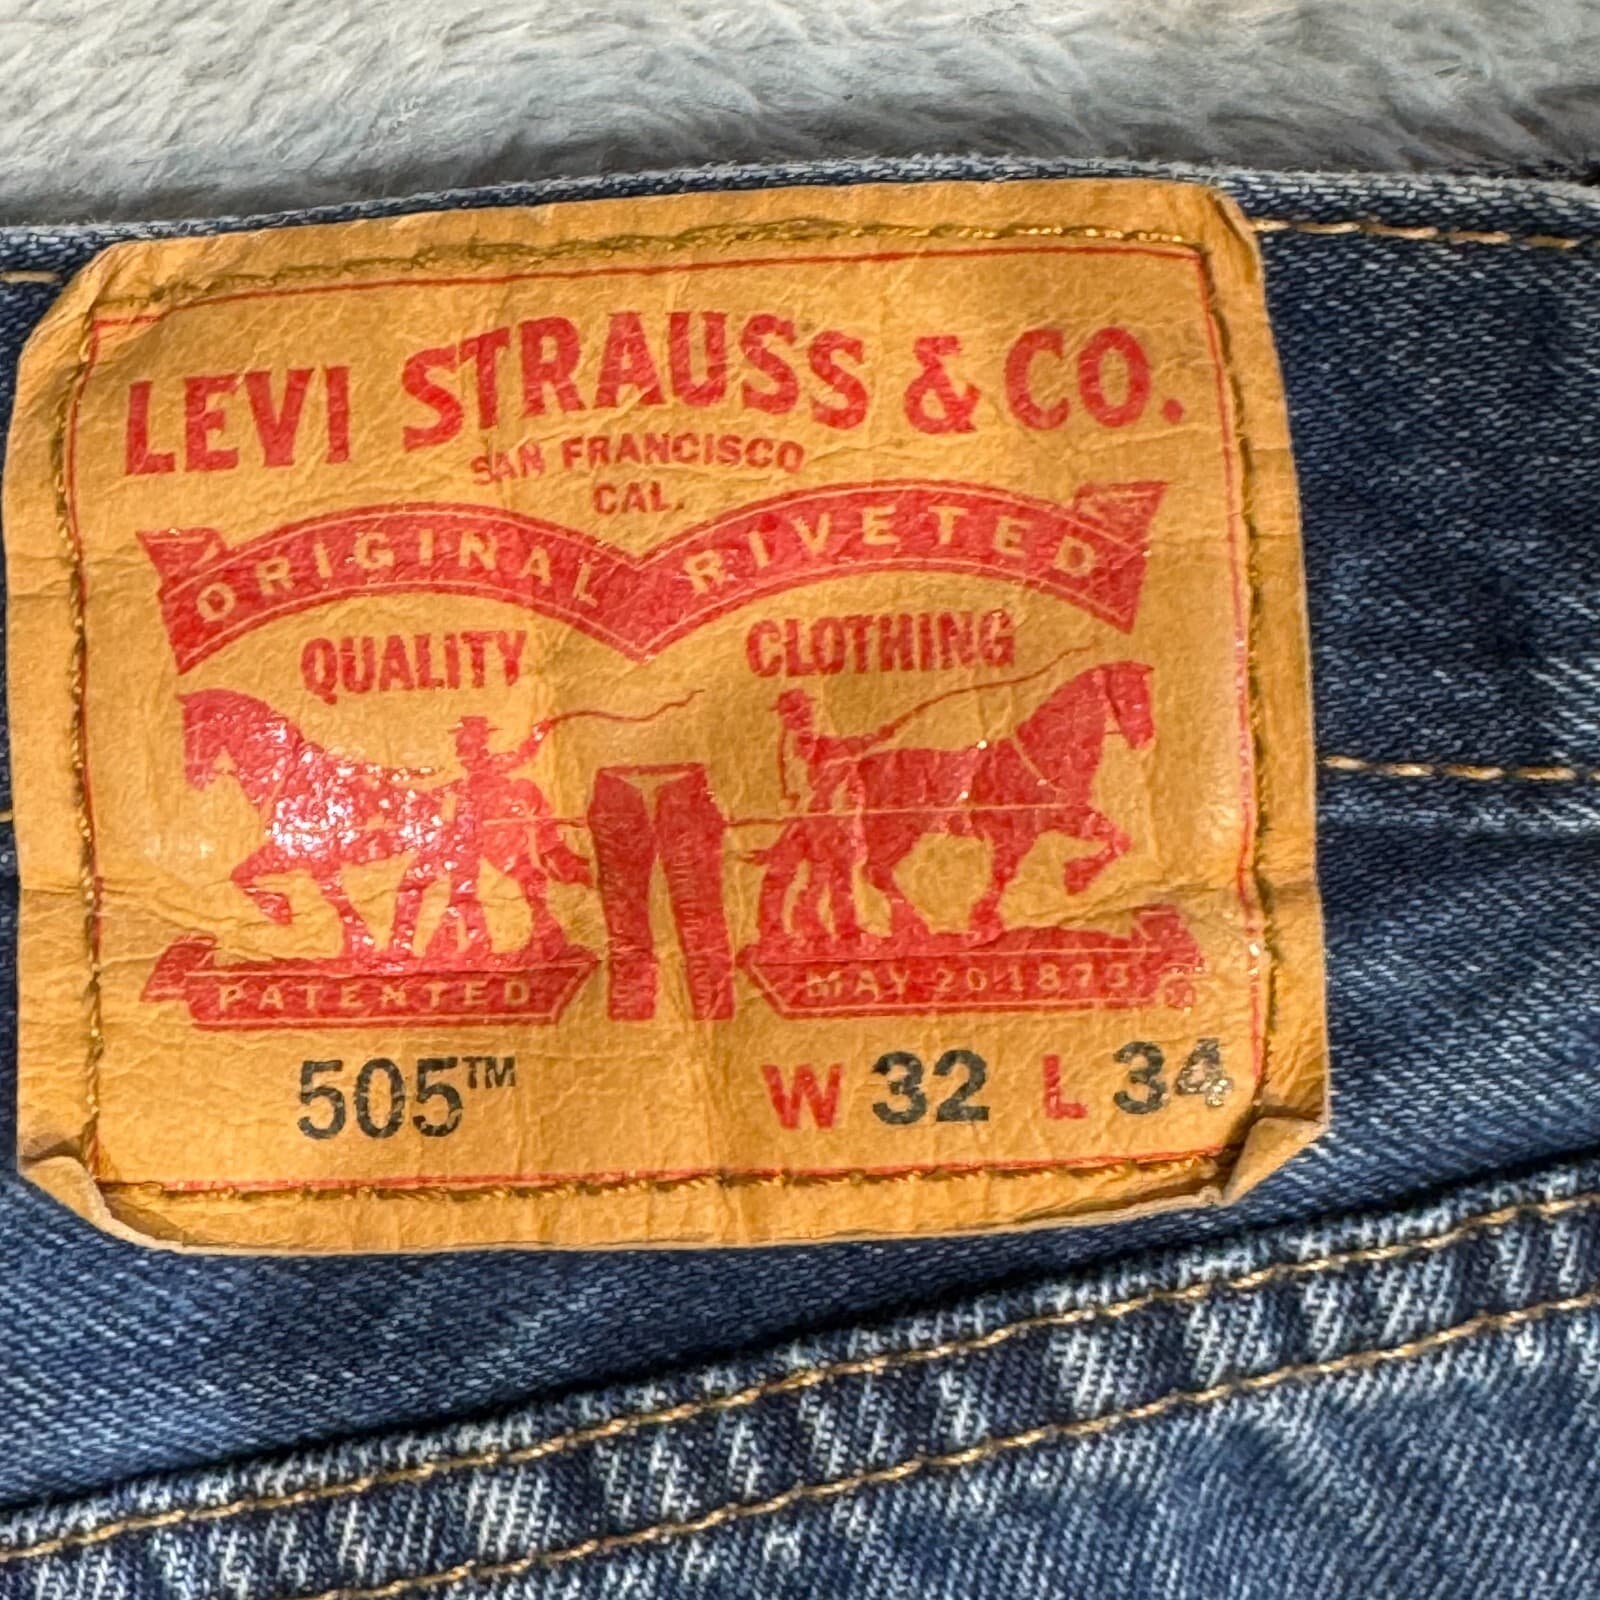 LEVI STRAUSS & CO.
SAN FRANCISCO
CAL.
ORIGINAL RIVETED
QUALITY CLOTHING
PATENTED MAY 20 1873
505™ W 32 L 34